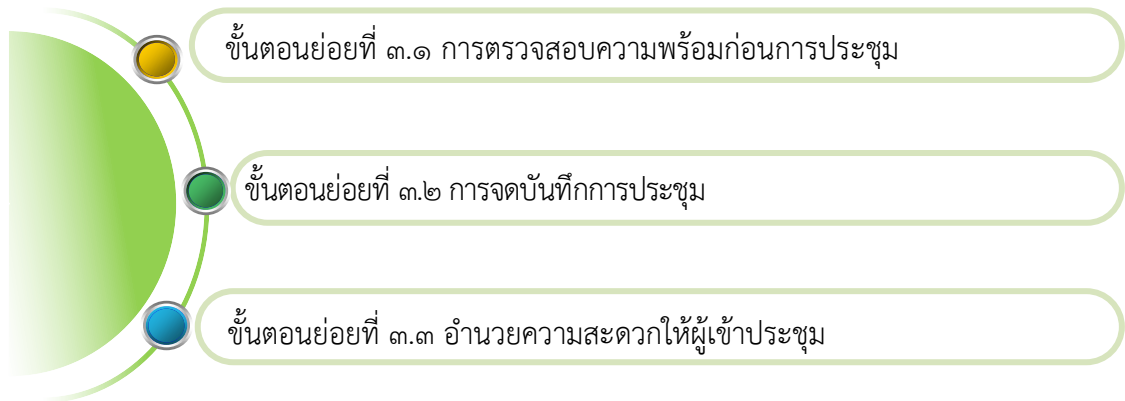 ขั้นตอนย่อยที่ ๓.๑ การตรวจสอบความพร้อมก่อนการประชุม
ขั้นตอนย่อยที่ ๓.๒ การจดบันทึกการประชุม
ขั้นตอนย่อยที่ ๓.๓ อำนวยความสะดวกให้ผู้เข้าประชุม